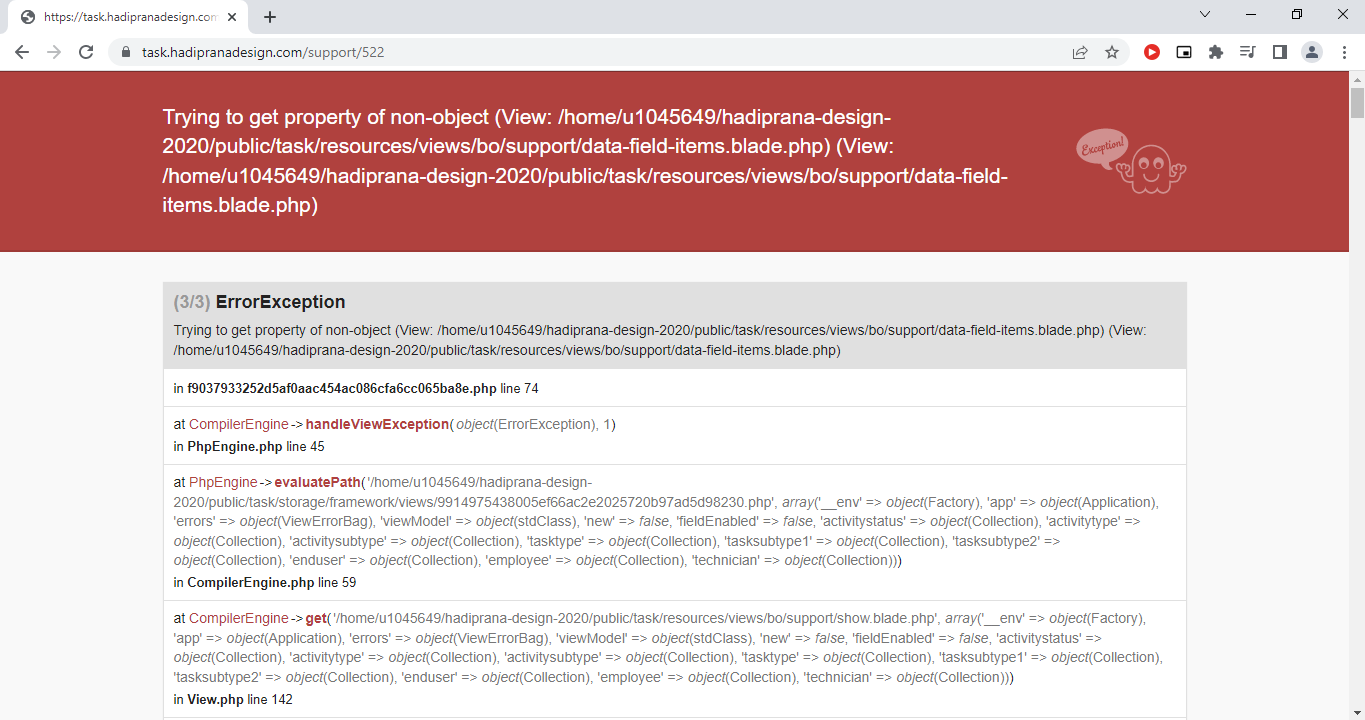 https://task.hadipranadesign.com
task.hadipranadesign.com/support/522
Trying to get property of non-object (View: /home/u1045649/hadiprana-design-
2020/public/task/resources/views/bo/support/data-field-items.blade.php) (View:
/home/u1045649/hadiprana-design-2020/public/task/resources/views/bo/support/data-field-
items.blade.php)
Exception!
(3/3) ErrorException
Trying to get property of non-object (View: /home/u1045649/hadiprana-design-2020/public/task/resources/views/bo/support/data-field-items.blade.php) (View:
/home/u1045649/hadiprana-design-2020/public/task/resources/views/bo/support/data-field-items.blade.php)
in f9037933252d5af0aac454ac086cfa6cc065ba8e.php line 74
at CompilerEngine->handleViewException(object(ErrorException), 1)
in PhpEngine.php line 45
at PhpEngine->evaluatePath('/home/u1045649/hadiprana-design-
2020/public/task/storage/framework/views/9914975438005ef66ac2e2025720b97ad5d98230.php', array('__env' => object(Factory), 'app' => object(Application),
'errors' => object(ViewErrorBag), 'viewModel' => object(stdClass), 'new' => false, 'fieldEnabled' => false, 'activitystatus' => object(Collection), 'activitytype' =>
object(Collection), 'activitysubtype' => object(Collection), 'tasktype' => object(Collection), 'tasksubtype1' => object(Collection), 'tasksubtype2' =>
object(Collection), 'enduser' => object(Collection), 'employee' => object(Collection), 'technician' => object(Collection)))
in CompilerEngine.php line 59
at CompilerEngine->get('/home/u1045649/hadiprana-design-2020/public/task/resources/views/bo/support/show.blade.php', array('__env' => object(Factory),
'app' => object(Application), 'errors' => object(ViewErrorBag), 'viewModel' => object(stdClass), 'new' => false, 'fieldEnabled' => false, 'activitystatus' =>
object(Collection), 'activitytype' => object(Collection), 'activitysubtype' => object(Collection), 'tasktype' => object(Collection), 'tasksubtype1' => object(Collection),
'tasksubtype2' => object(Collection), 'enduser' => object(Collection), 'employee' => object(Collection), 'technician' => object(Collection)))
in View.php line 142